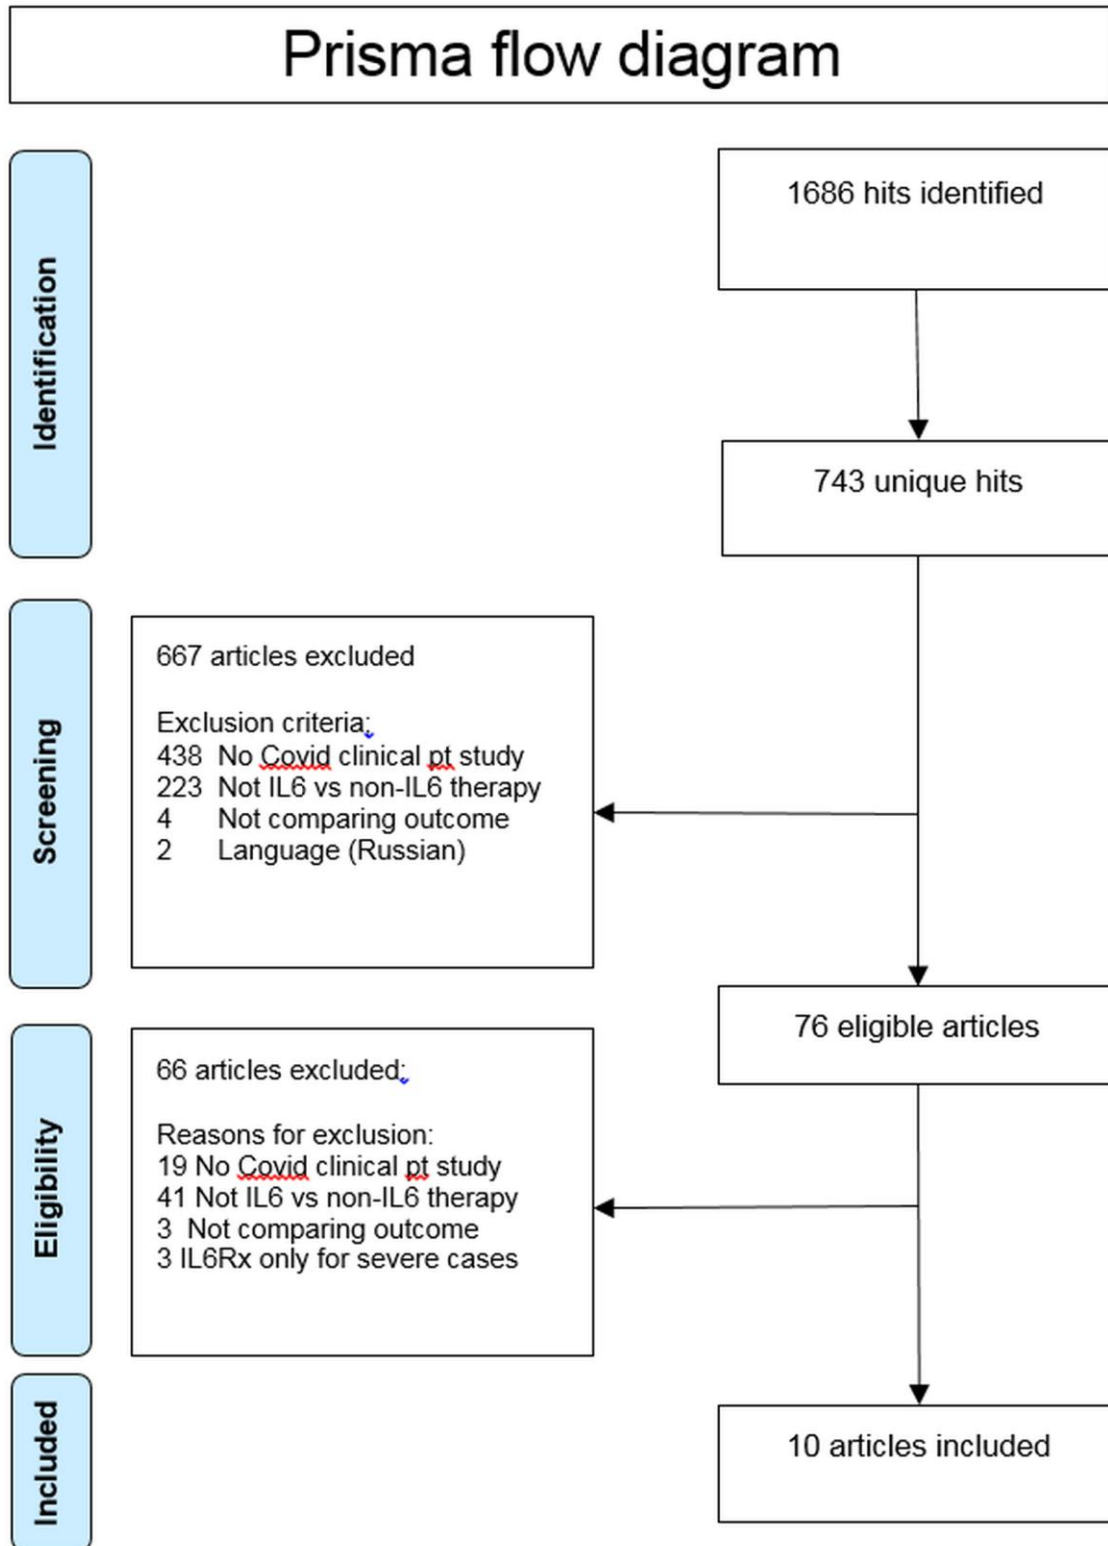 Prisma flow diagram
Identification
1686 hits identified
743 unique hits
Screening
667 articles excluded
Exclusion criteria:
438 No Covid clinical pt study
223 Not IL6 vs non-IL6 therapy
4 Not comparing outcome
2 Language (Russian)
76 eligible articles
Eligibility
66 articles excluded:
Reasons for exclusion:
19 No Covid clinical pt study
41 Not IL6 vs non-IL6 therapy
3 Not comparing outcome
3 IL6Rx only for severe cases
Included
10 articles included